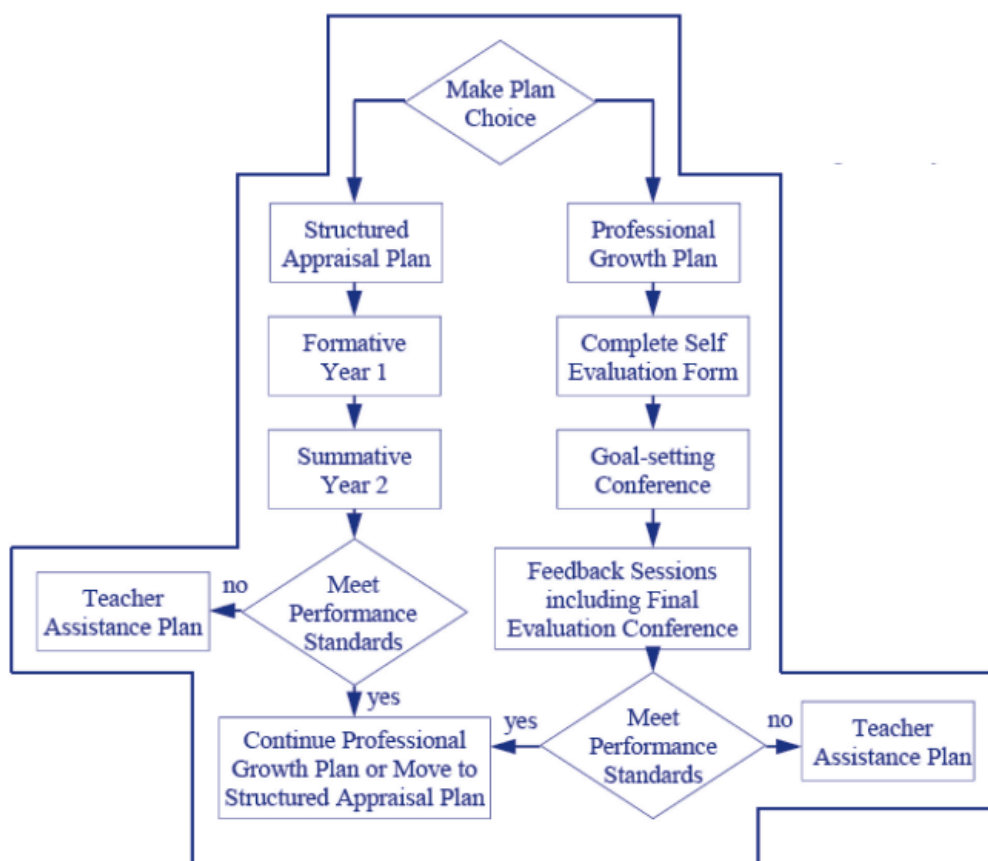 Make Plan
Choice
Structured
Appraisal Plan
Professional
Growth Plan
Formative
Year 1
Complete Self
Evaluation Form
Summative
Year 2
Goal-setting
Conference
Feedback Sessions
including Final
Evaluation Conference
Teacher
Assistance Plan
no
Meet
Performance
Standards
yes
Continue Professional
Growth Plan or Move to
Structured Appraisal Plan
yes
Meet
Performance
Standards
no
Teacher
Assistance Plan